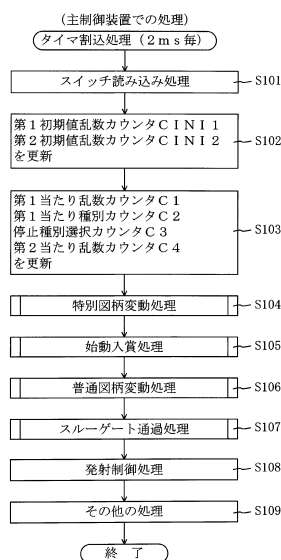 (主制御装置での処理)
タイマ割込処理(2ms毎)
スイッチ読み込み処理
S101
第1初期値乱数カウンタCINI1
第2初期値乱数カウンタCINI2
を更新
S102
第1当たり乱数カウンタC1
第1当たり種別カウンタC2
停止種別選択カウンタC3
第2当たり乱数カウンタC4
を更新
S103
特別図柄変動処理
S104
始動入賞処理
S105
普通図柄変動処理
S106
スルーゲート通過処理
S107
発射制御処理
S108
その他の処理
S109
終了